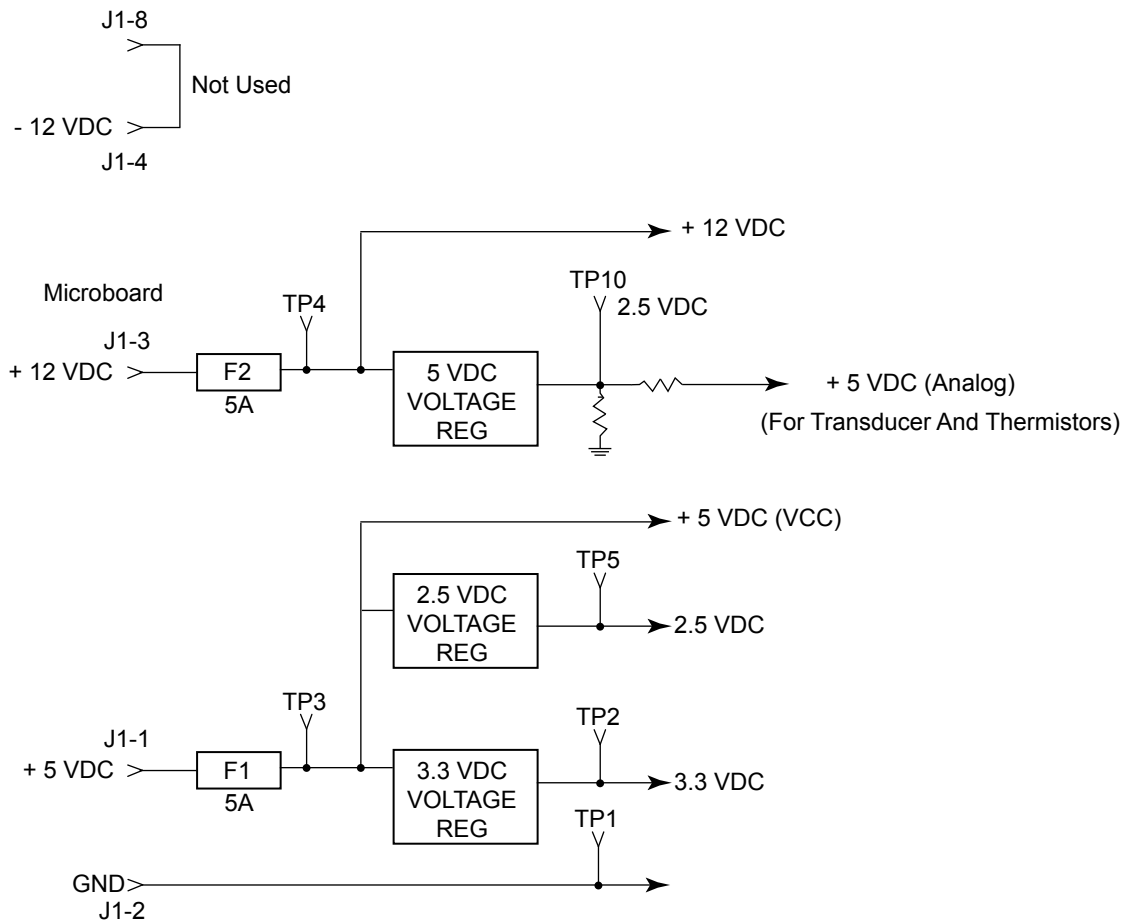 J1-8
Not Used
- 12 VDC
J1-4
+ 12 VDC
Microboard
TP4
TP10
2.5 VDC
J1-3
+ 12 VDC
F2
5A
5 VDC
VOLTAGE
REG
+ 5 VDC (Analog)
(For Transducer And Thermistors)
+ 5 VDC (VCC)
TP5
2.5 VDC
VOLTAGE
REG
2.5 VDC
TP3
TP2
J1-1
+ 5 VDC
F1
5A
3.3 VDC
VOLTAGE
REG
3.3 VDC
TP1
GND
J1-2